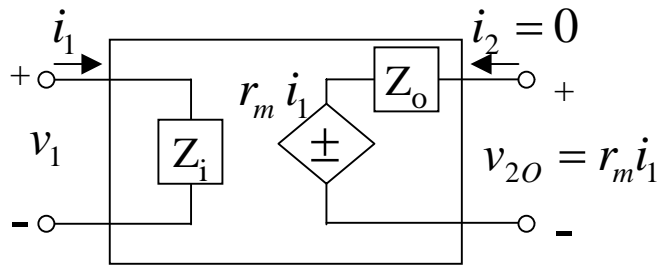 i₁ i₂ = 0
+ rₘ i₁ Zₒ +
v₁ Zᵢ ± v₂O = rₘi₁
- -